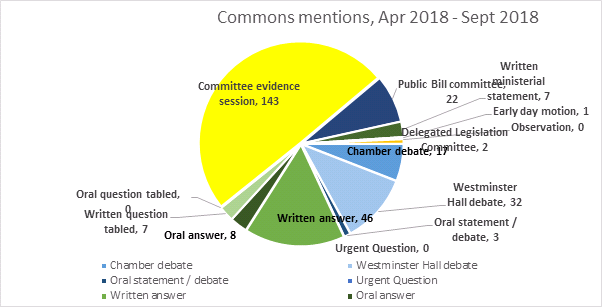 Commons mentions, Apr 2018 - Sept 2018
Committee evidence
session, 143
Public Bill committee,
22
Written
ministerial
statement, 7
Early day motion, 1
Observation, 0
Delegated Legislation
Committee, 2
Chamber debate, 17
Westminster
Hall debate, 32
Oral statement /
debate, 3
Urgent Question, 0
Written answer, 46
Oral answer, 8
Written question
tabled, 7
Oral question tabled,
0
Chamber debate
Westminster Hall debate
Oral statement / debate
Urgent Question
Written answer
Oral answer